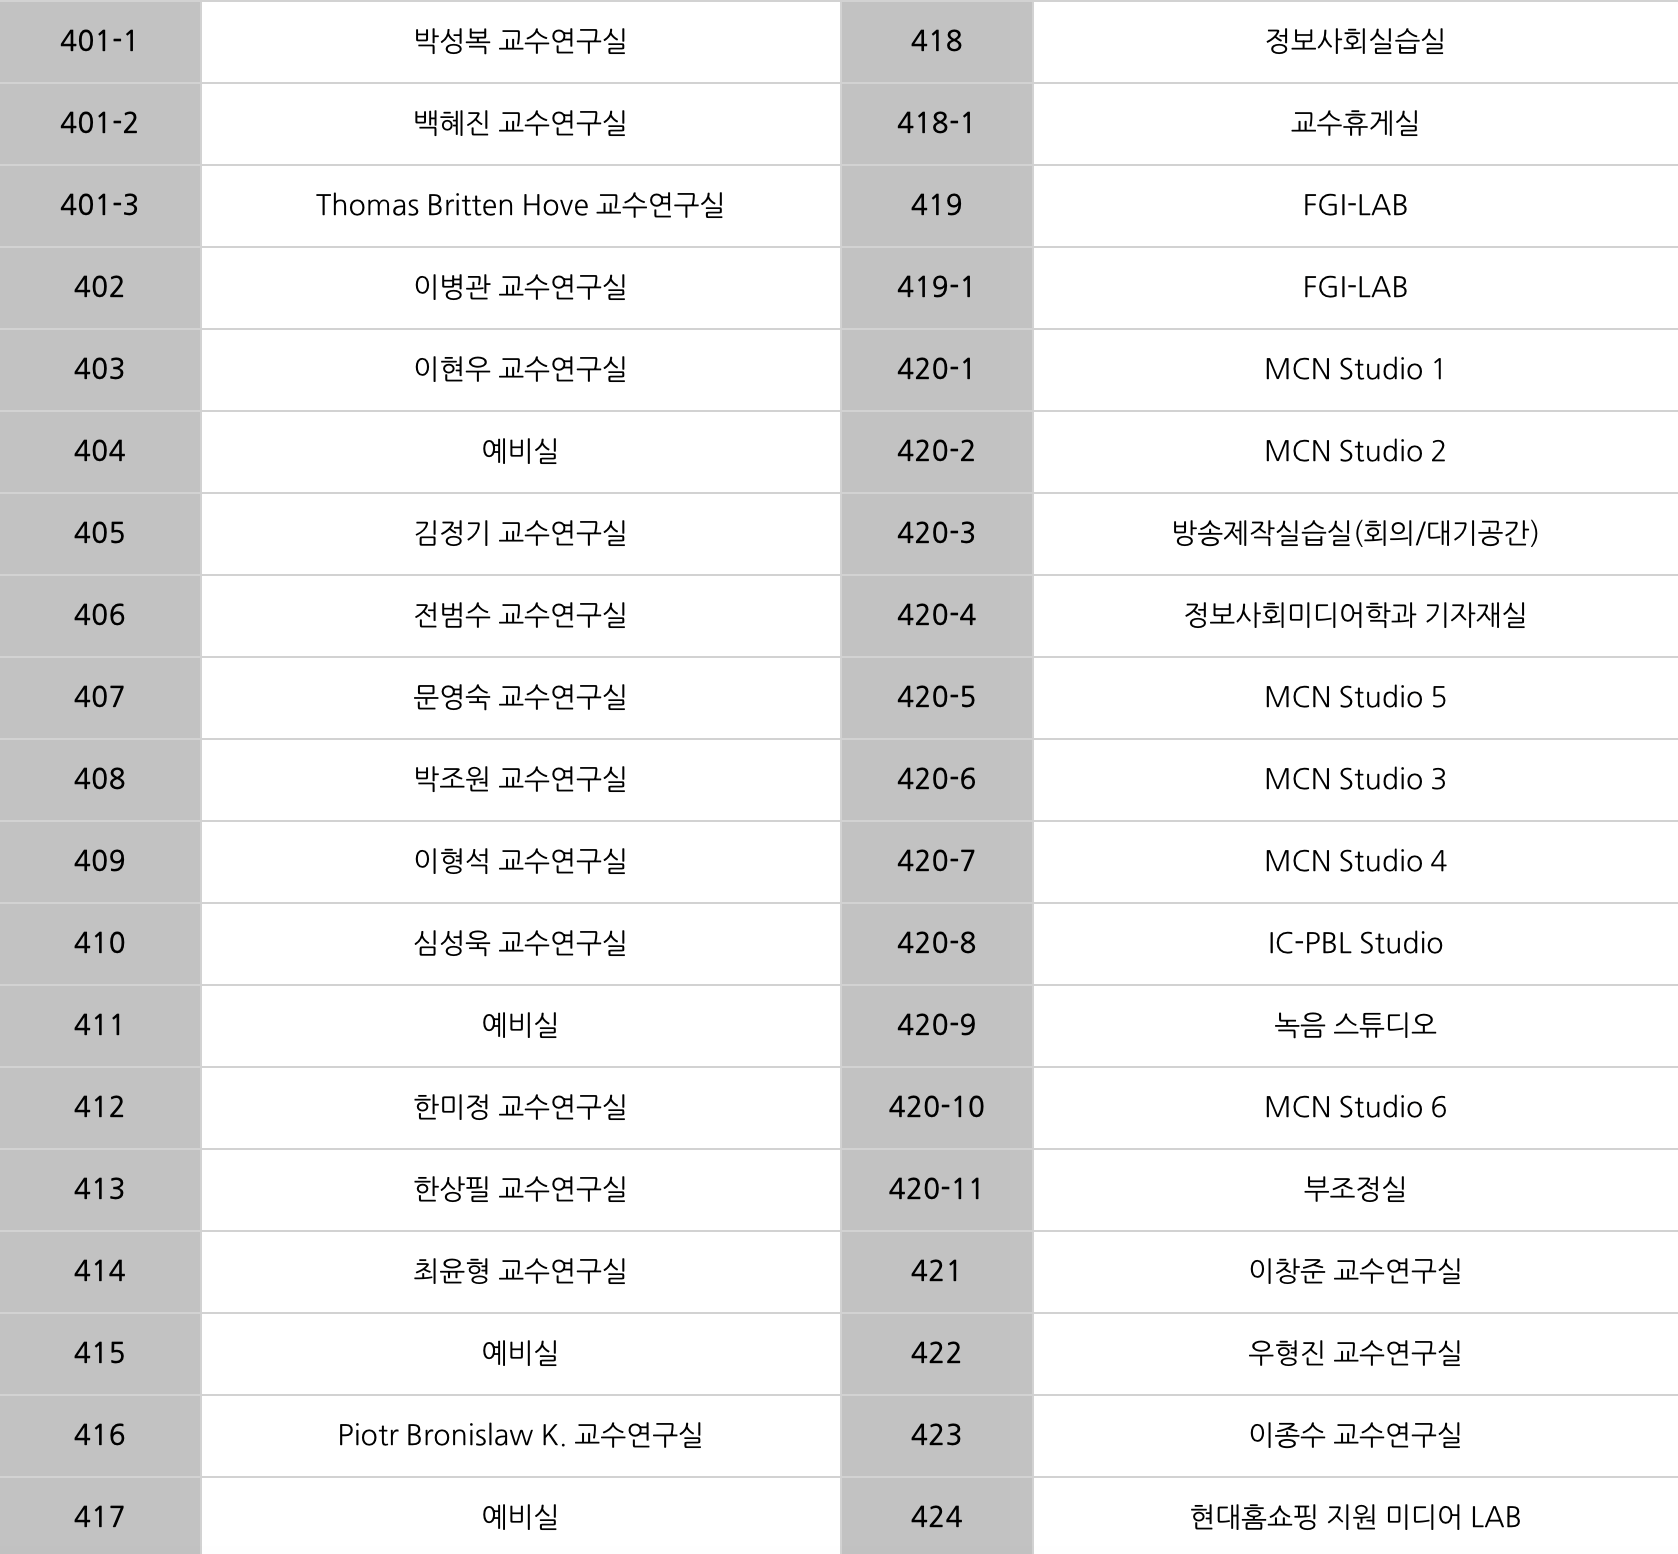 401-1 박성복 교수연구실 418 정보사회실습실
401-2 백혜진 교수연구실 418-1 교수휴게실
401-3 Thomas Britten Hove 교수연구실 419 FGI-LAB
402 이병관 교수연구실 419-1 FGI-LAB
403 이현우 교수연구실 420-1 MCN Studio 1
404 예비실 420-2 MCN Studio 2
405 김정기 교수연구실 420-3 방송제작실습실(회의/대기공간)
406 전범수 교수연구실 420-4 정보사회미디어학과 기자재실
407 문영숙 교수연구실 420-5 MCN Studio 5
408 박조원 교수연구실 420-6 MCN Studio 3
409 이형석 교수연구실 420-7 MCN Studio 4
410 심성욱 교수연구실 420-8 IC-PBL Studio
411 예비실 420-9 녹음 스튜디오
412 한미정 교수연구실 420-10 MCN Studio 6
413 한상필 교수연구실 420-11 부조정실
414 최윤형 교수연구실 421 이창준 교수연구실
415 예비실 422 우형진 교수연구실
416 Piotr Bronislaw K. 교수연구실 423 이종수 교수연구실
417 예비실 424 현대홈쇼핑 지원 미디어 LAB